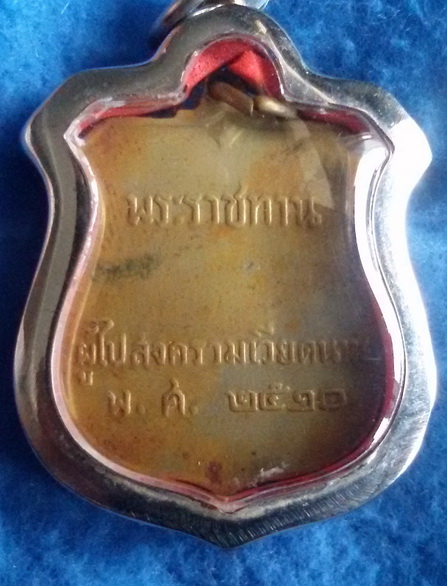 พระราชทาน
ผู้ไปสงครามเวียดนาม
พ.ศ. ๒๕๑๐